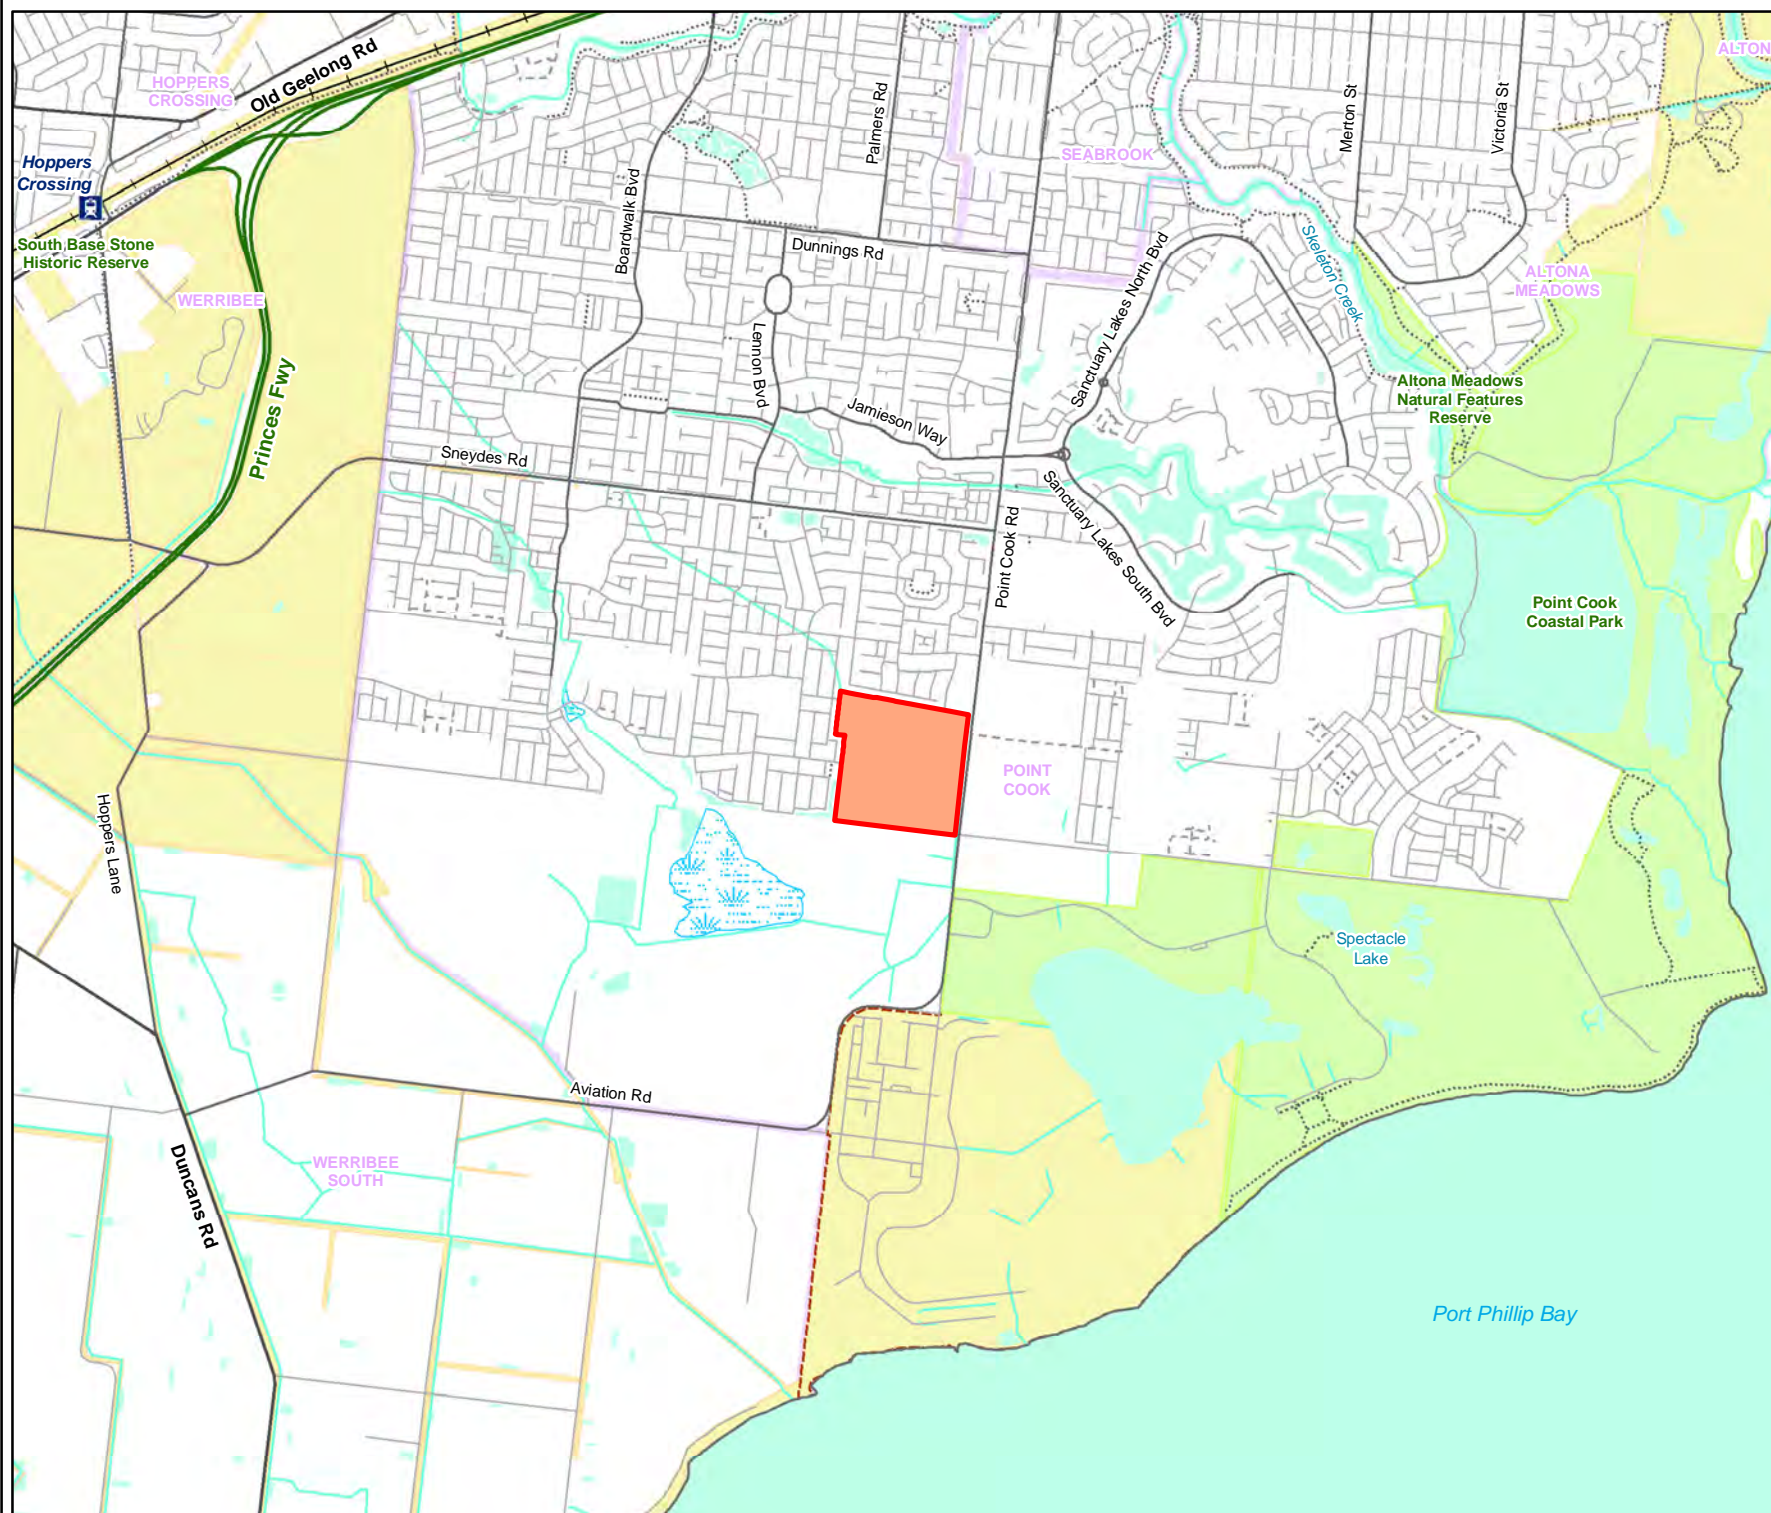 ALTON
HOPPERS
CROSSING
Old Geelong Rd
Palmers Rd
Merton St
Victoria St
SEABROOK
Hoppers
Crossing
South Base Stone
Historic Reserve
WERRIBEE
Boardwalk Bvd
Dunnings Rd
Sanctuary Lakes North Bvd
Skeleton Creek
ALTONA
MEADOWS
Princes Fwy
Lennon Bvd
Jamieson Way
Altona Meadows
Natural Features
Reserve
Sneydes Rd
Point Cook Rd
Sanctuary Lakes South Bvd
Point Cook
Coastal Park
POINT
COOK
Hoppers Lane
Spectacle
Lake
Aviation Rd
Duncans Rd
WERRIBEE
SOUTH
Port Phillip Bay